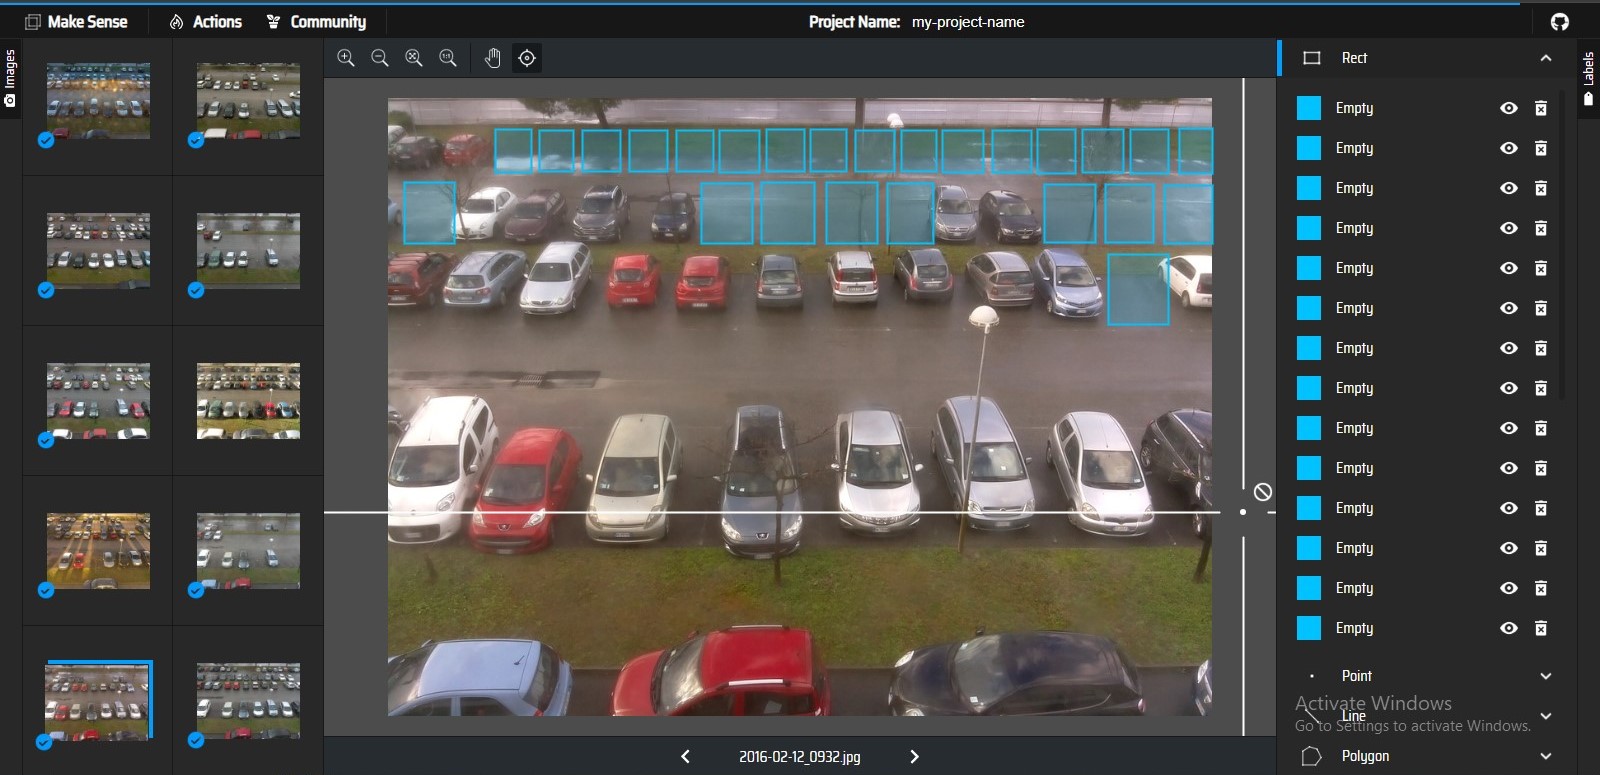 Make Sense
Actions
Community
Project Name: my-project-name
Images
1:1
Rect
Labels
Empty
Empty
Empty
Empty
Empty
Empty
Empty
Empty
Empty
Empty
Empty
Empty
Empty
Empty
Point
Activate Windows
Line
Go to Settings to activate Windows.
Polygon
2016-02-12_0932.jpg